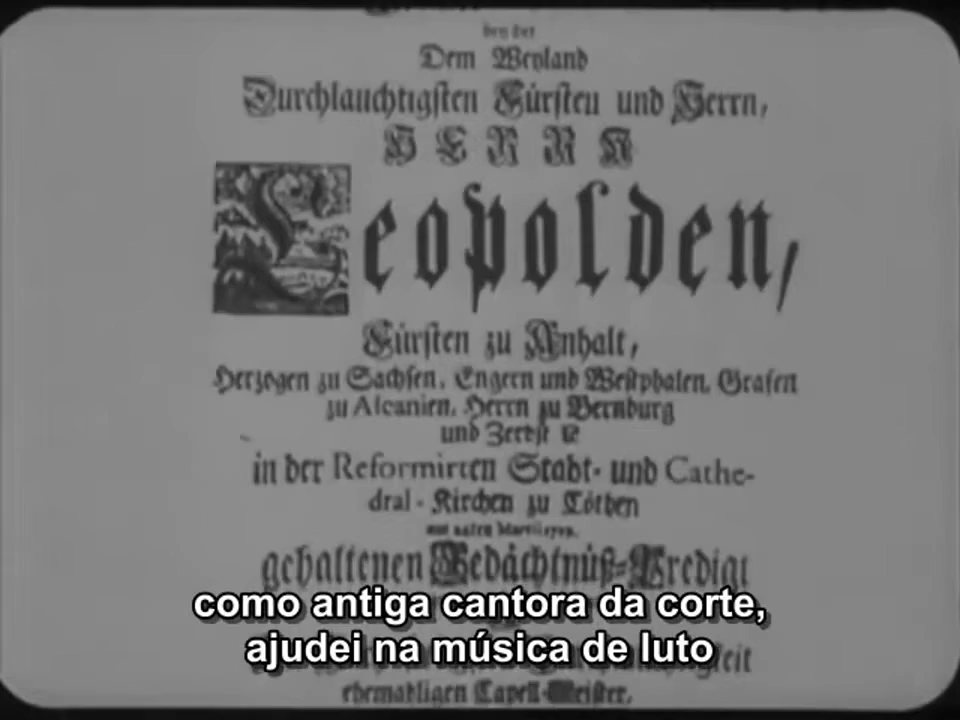 bey der
Dem Weyland
Durchlauchtigsten Fürsten und Herrn,
HERRN
Leopolden,
Fürsten zu Anhalt,
Herzogen zu Sachsen, Engern und Westphalen, Grafen
zu Ascanien, Herrn zu Bernburg
und Zerbst
in der Reformirten Stadt- und Cathe-
dral-Kirchen zu Cöthen
gehaltenen Gedächtnüß-Predigt
como antiga cantora da corte,
ajudei na música de luto
ehemahligen Capell-Meister.